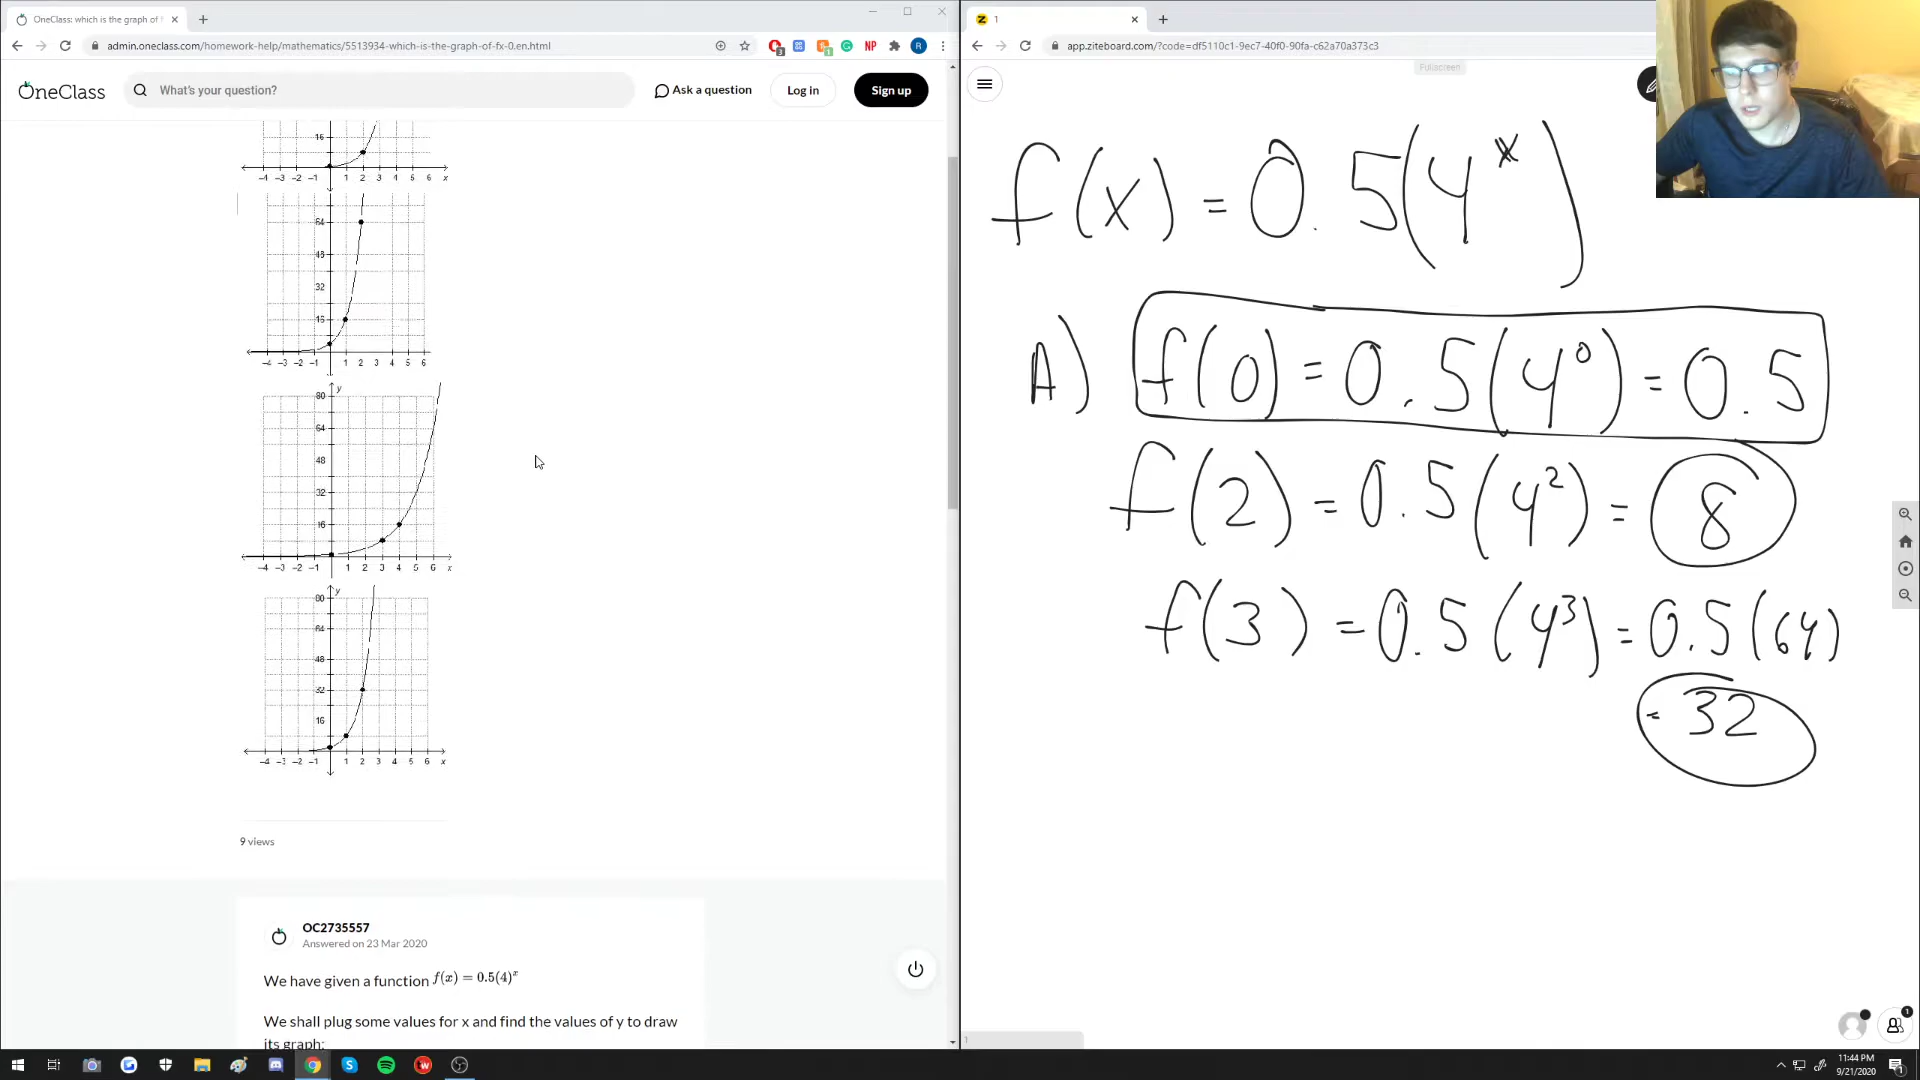 OneClass: which is the graph of f
1
admin.oneclass.com/homework-help/mathematics/5513934-which-is-the-graph-of-fx-0.en.html
NP
app.ziteboard.com/?code=df5110c1-9ec7-40f0-90fa-c62a70a373c3
Fullscreen
OneClass
What's your question?
Ask a question
Log in
Sign up
16
-4 -3 -2 -1 1 2 3 4 5 6 x
64
48
32
16
-4 -3 -2 -1 1 2 3 4 5 6
y
80
64
48
32
16
-4 -3 -2 -1 1 2 3 4 5 6 x
y
80
64
48
32
16
-4 -3 -2 -1 1 2 3 4 5 6 x
9 views
OC2735557
Answered on 23 Mar 2020
We have given a function f(x) = 0.5(4)^x
We shall plug some values for x and find the values of y to draw
its graph:
f(x) = 0.5(4^x)
A) f(0) = 0.5(4^0) = 0.5
f(2) = 0.5(4^2) = 8
f(3) = 0.5(4^3) = 0.5(64)
= 32
1
1
11:44 PM
9/21/2020